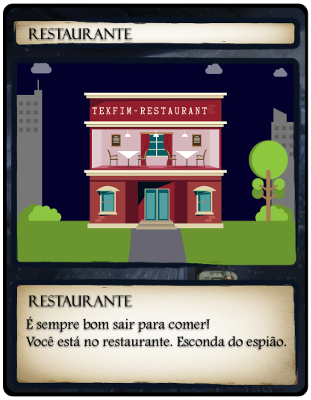 RESTAURANTE
TEKFIM-RESTAURANT
RESTAURANTE
É sempre bom sair para comer!
Você está no restaurante. Esconda do espião.